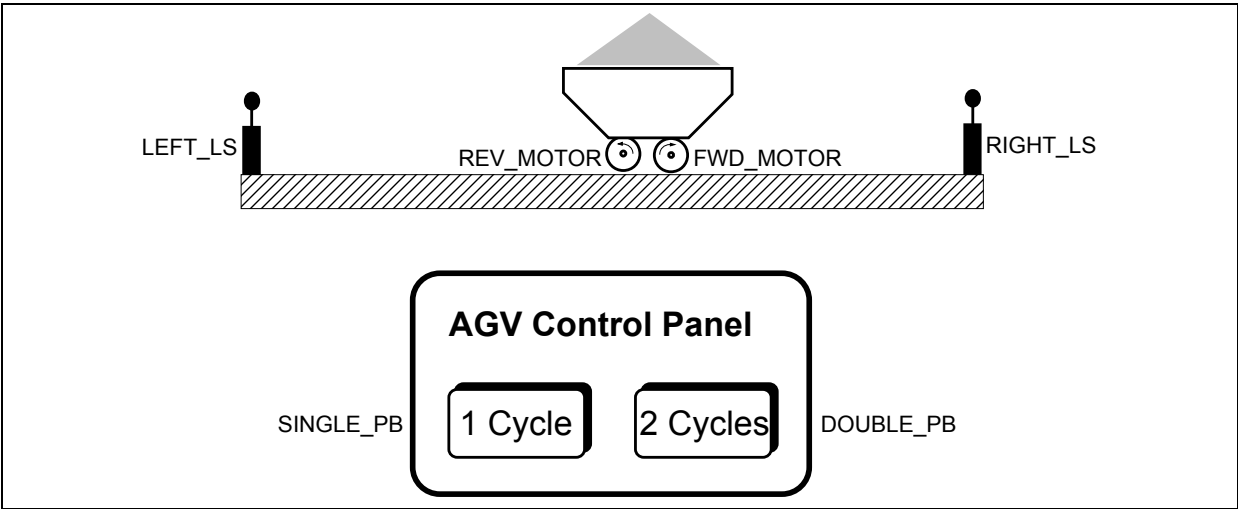 LEFT_LS
RIGHT_LS
REV_MOTOR
FWD_MOTOR
AGV Control Panel
SINGLE_PB
1 Cycle
2 Cycles
DOUBLE_PB